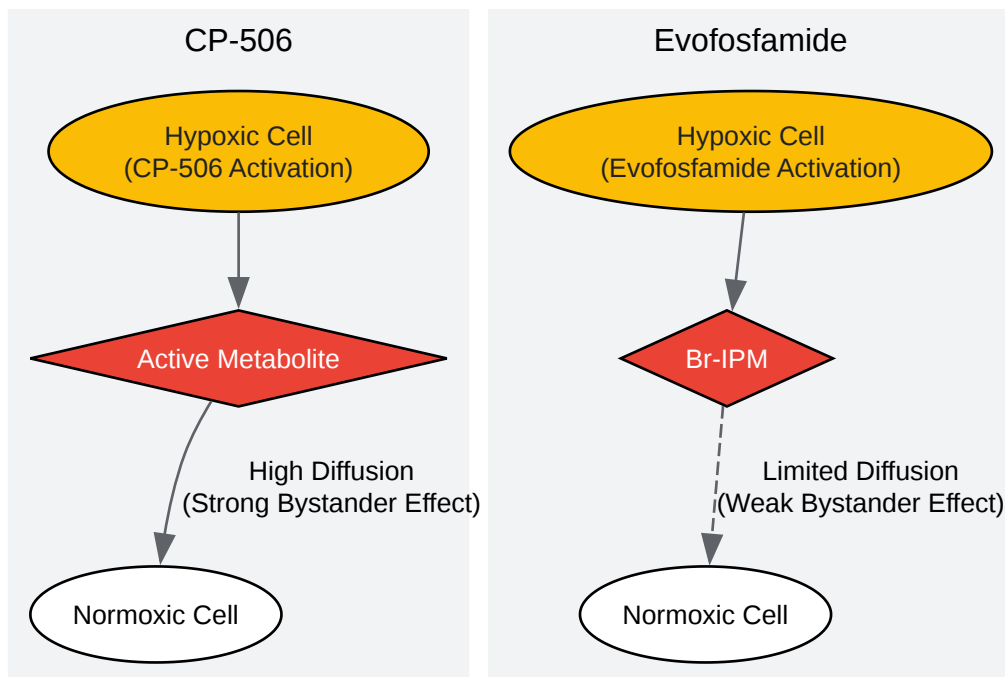 CP-506
Hypoxic Cell
(CP-506 Activation)
Active Metabolite
High Diffusion
(Strong Bystander Effect)
Normoxic Cell
Evofosfamide
Hypoxic Cell
(Evofosfamide Activation)
Br-IPM
Limited Diffusion
(Weak Bystander Effect)
Normoxic Cell